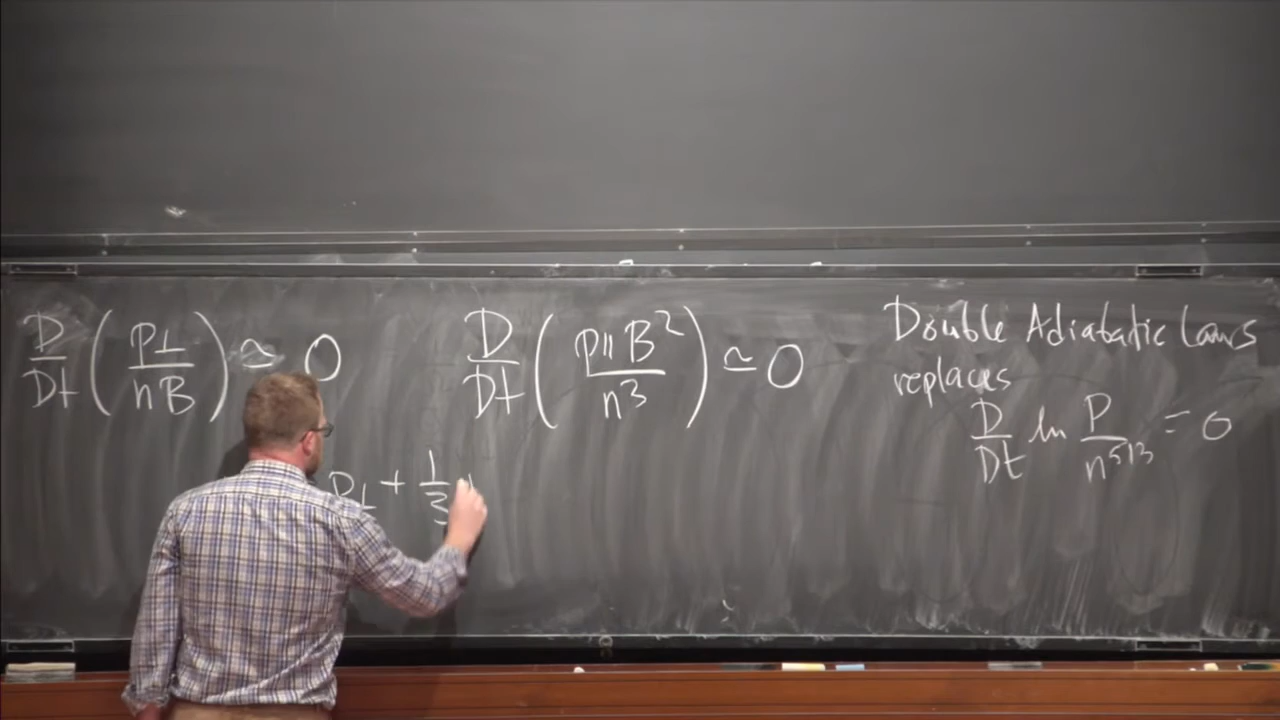 D/Dt (P⊥/nB) ≃ 0
D/Dt (P∥B²/n³) ≃ 0
P⊥ + 1/3
Double Adiabatic Laws
replaces
D/Dt ln P/n^5/3 = 0